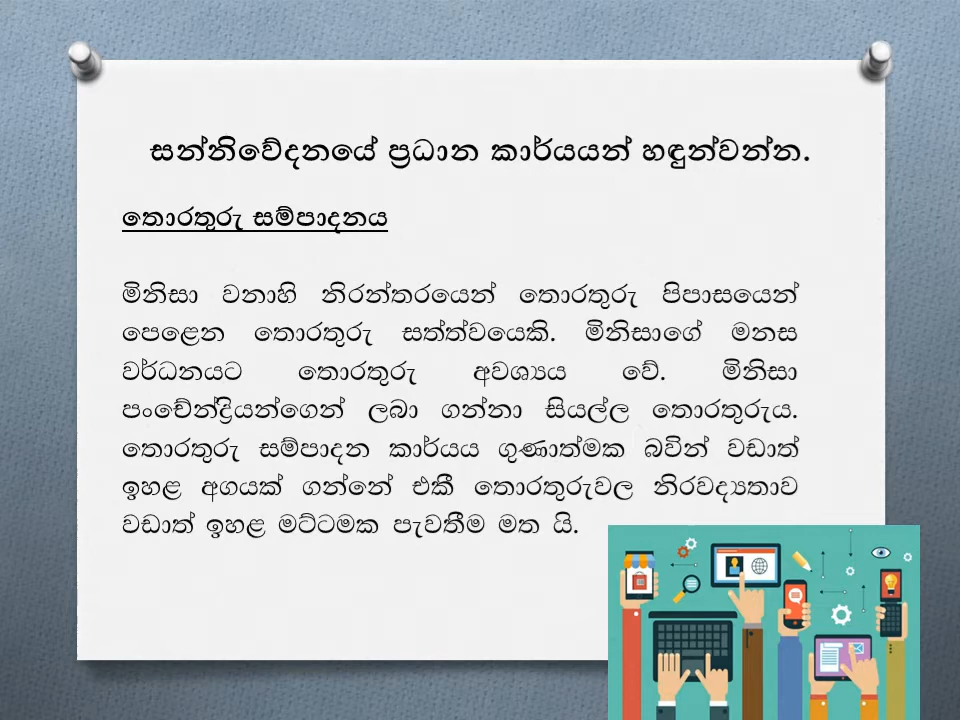 සන්නිවේදනයේ ප්‍රධාන කාර්යයන් හඳුන්වන්න.
තොරතුරු සම්පාදනය
මිනිසා වනාහි නිරන්තරයෙන් තොරතුරු පිපාසයෙන්
පෙළෙන තොරතුරු සත්ත්වයෙකි. මිනිසාගේ මනස
වර්ධනයට තොරතුරු අවශ්‍යය වේ. මිනිසා
පංචේන්ද්‍රියන්ගෙන් ලබා ගන්නා සියල්ල තොරතුරුය.
තොරතුරු සම්පාදන කාර්යය ගුණාත්මක බවින් වඩාත්
ඉහළ අගයක් ගන්නේ එකී තොරතුරුවල නිරවද්‍යතාව
වඩාත් ඉහළ මට්ටමක පැවතීම මත යි.